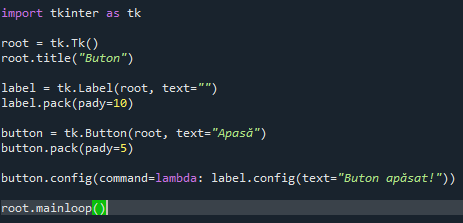 import tkinter as tk
root = tk.Tk()
root.title("Buton")
label = tk.Label(root, text="")
label.pack(pady=10)
button = tk.Button(root, text="Apasă")
button.pack(pady=5)
button.config(command=lambda: label.config(text="Buton apăsat!"))
root.mainloop()